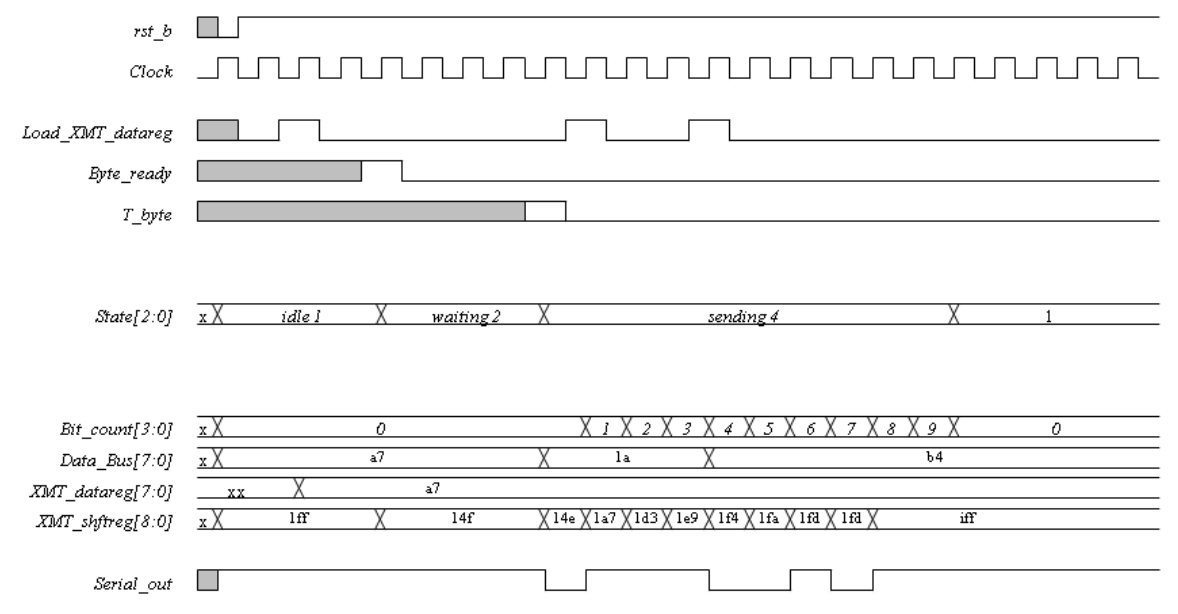 rst_b
Clock
Load_XMT_datareg
Byte_ready
T_byte
State[2:0] x idle 1 waiting 2 sending 4 1
Bit_count[3:0] x 0 1 2 3 4 5 6 7 8 9 0
Data_Bus[7:0] x a7 1a b4
XMT_datareg[7:0] xx a7
XMT_shftreg[8:0] x 1ff 14f 14e 1a7 1d3 1e9 1f4 1fa 1fd 1fd iff
Serial_out